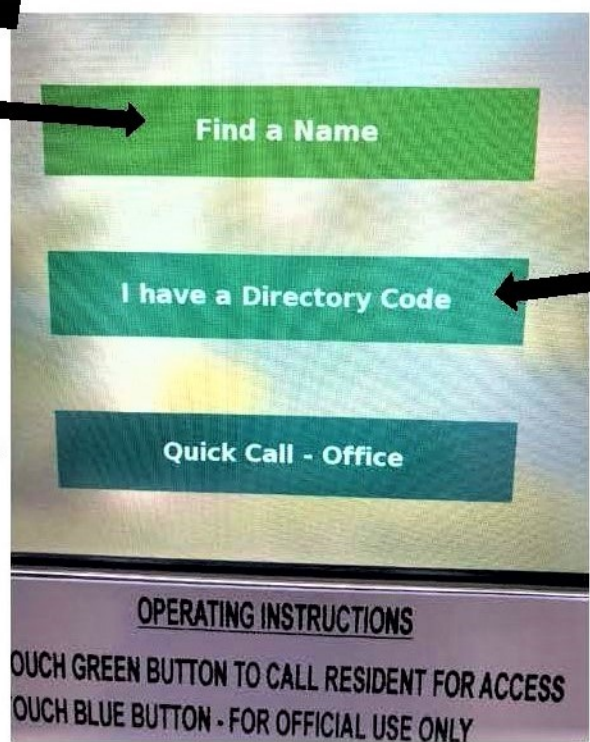 Find a Name
I have a Directory Code
Quick Call - Office
OPERATING INSTRUCTIONS
OUCH GREEN BUTTON TO CALL RESIDENT FOR ACCESS
OUCH BLUE BUTTON - FOR OFFICIAL USE ONLY